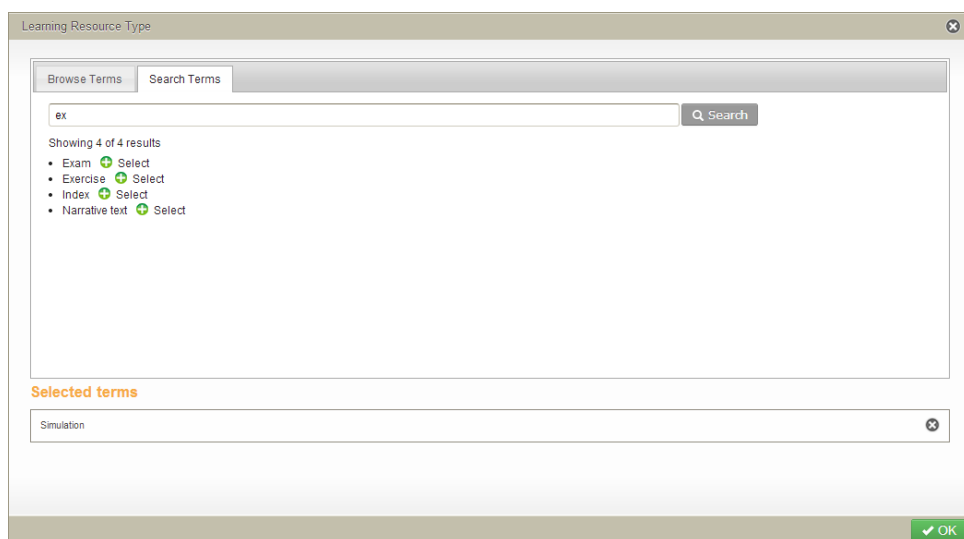 Learning Resource Type
Browse Terms Search Terms
ex Search
Showing 4 of 4 results
• Exam Select
• Exercise Select
• Index Select
• Narrative text Select
Selected terms
Simulation
OK